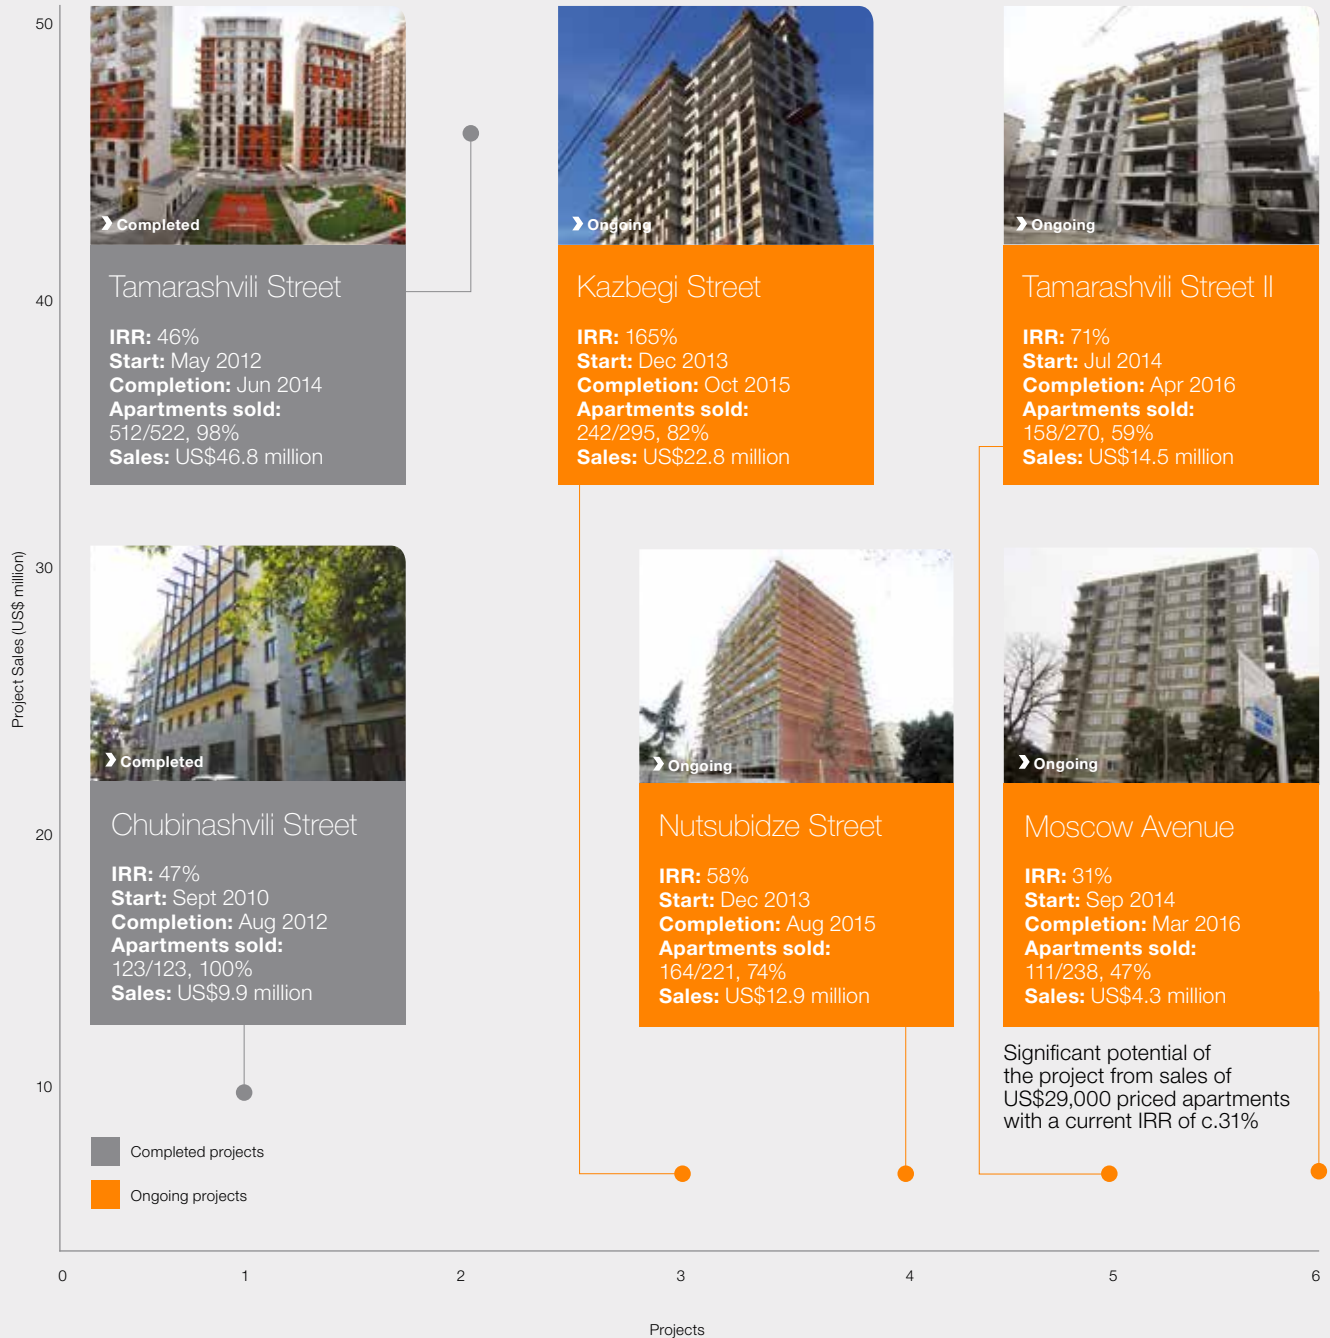 50
Completed
Ongoing
Ongoing
Tamarashvili Street
IRR: 46%
Start: May 2012
Completion: Jun 2014
Apartments sold:
512/522, 98%
Sales: US$46.8 million
Kazbegi Street
IRR: 165%
Start: Dec 2013
Completion: Oct 2015
Apartments sold:
242/295, 82%
Sales: US$22.8 million
Tamarashvili Street II
IRR: 71%
Start: Jul 2014
Completion: Apr 2016
Apartments sold:
158/270, 59%
Sales: US$14.5 million
40
Project Sales (US$ million)
30
Completed
Ongoing
Ongoing
20
Chubinashvili Street
IRR: 47%
Start: Sept 2010
Completion: Aug 2012
Apartments sold:
123/123, 100%
Sales: US$9.9 million
Nutsubidze Street
IRR: 58%
Start: Dec 2013
Completion: Aug 2015
Apartments sold:
164/221, 74%
Sales: US$12.9 million
Moscow Avenue
IRR: 31%
Start: Sep 2014
Completion: Mar 2016
Apartments sold:
111/238, 47%
Sales: US$4.3 million
Significant potential of
the project from sales of
US$29,000 priced apartments
with a current IRR of c.31%
10
Completed projects
Ongoing projects
0 1 2 3 4 5 6
Projects